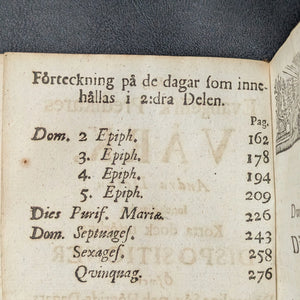 Förteckning på de dagar ſom inne-
hållas i 2:dra Delen.
Pag.
Dom. 2 Epiph. 162
3. Epiph. 178
4. Epiph. 194
5. Epiph. 209
Dies Purif. Mariæ. 226
Dom. Septuageſ. 243
Sexageſ. 258
Qvinquag. 276